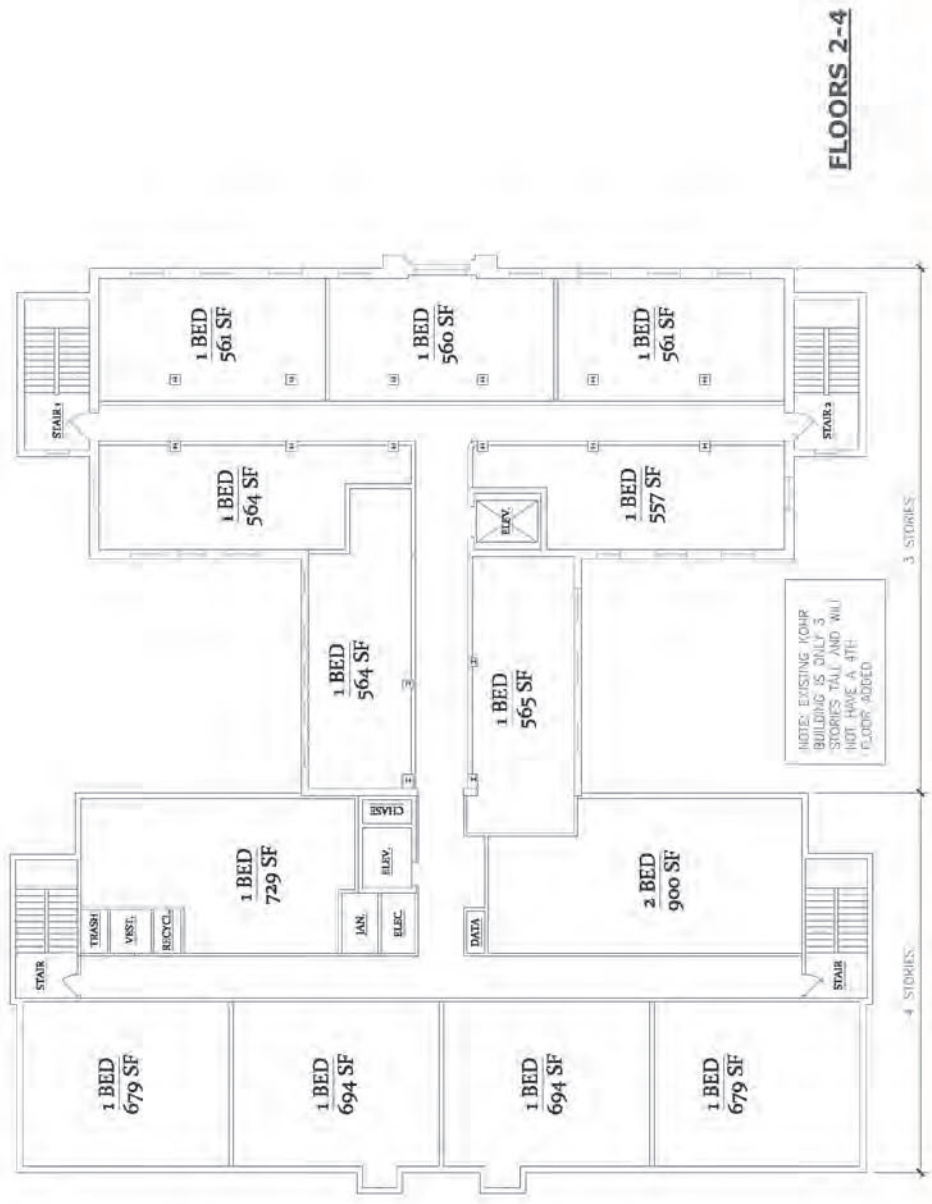 STAIR
STAIR 1
1 BED
679 SF
TRASH
VEST.
RECYCL.
1 BED
564 SF
1 BED
561 SF
1 BED
729 SF
1 BED
694 SF
1 BED
564 SF
JAN.
ELEC.
ELEV.
CHASE
1 BED
560 SF
DATA
ELEV.
1 BED
694 SF
1 BED
565 SF
1 BED
557 SF
1 BED
561 SF
2 BED
900 SF
1 BED
679 SF
NOTE: EXISTING KOHR
BUILDING IS ONLY 3
STORIES TALL AND WILL
NOT HAVE A 4TH
FLOOR ADDED
STAIR
STAIR 2
FLOORS 2-4
4 STORIES
3 STORIES